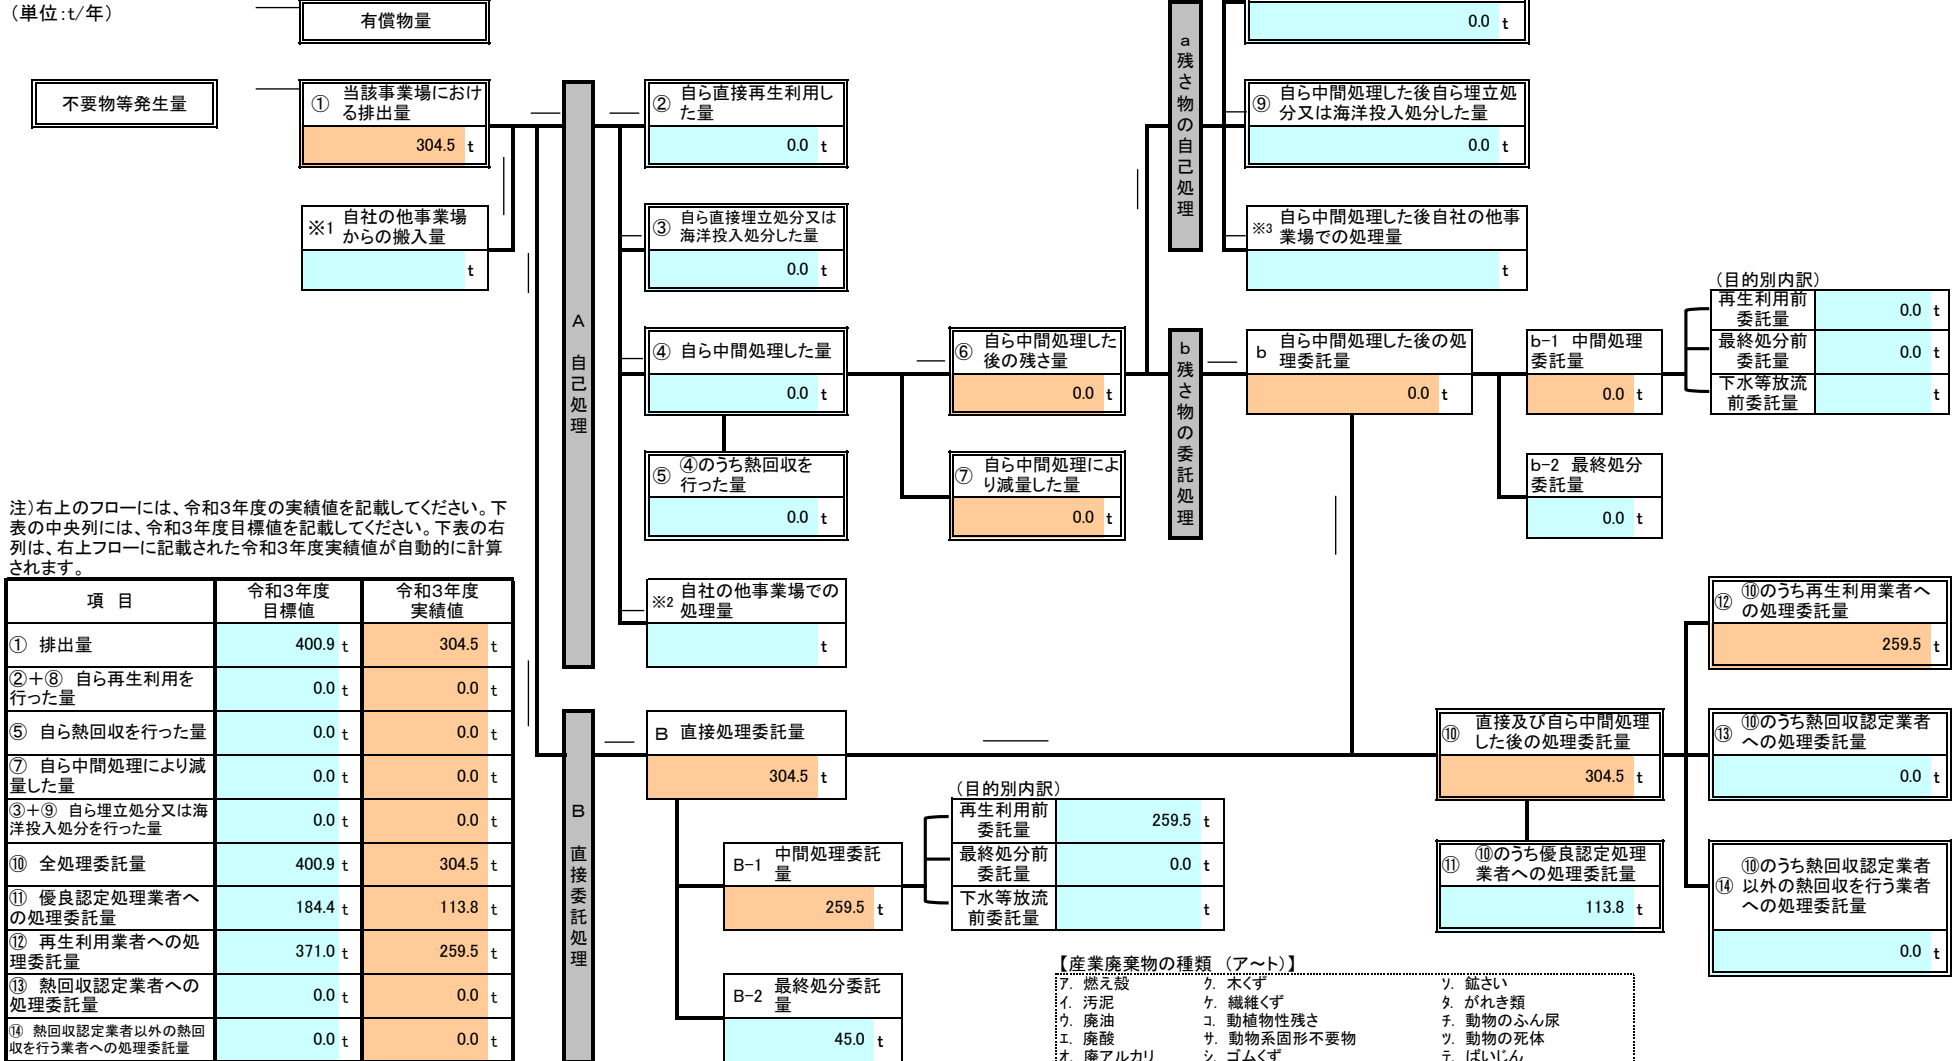 （単位：t/年）
有償物量
0.0 t
不要物等発生量
① 当該事業場におけ
る排出量
304.5 t
※1 自社の他事業場
からの搬入量
t
A 自己処理
② 自ら直接再生利用し
た量
0.0 t
③ 自ら直接埋立処分又は
海洋投入処分した量
0.0 t
④ 自ら中間処理した量
0.0 t
⑤ ④のうち熱回収を
行った量
0.0 t
※2 自社の他事業場での
処理量
t
⑥ 自ら中間処理した
後の残さ量
0.0 t
⑦ 自ら中間処理によ
り減量した量
0.0 t
a 残さ物の自己処理
⑨ 自ら中間処理した後自ら埋立処
分又は海洋投入処分した量
0.0 t
※3 自ら中間処理した後自社の他事
業場での処理量
t
b 残さ物の委託処理
b 自ら中間処理した後の処
理委託量
0.0 t
b-1 中間処理
委託量
0.0 t
（目的別内訳）
再生利用前
委託量
0.0 t
最終処分前
委託量
0.0 t
下水等放流
前委託量
t
b-2 最終処分
委託量
0.0 t
注）右上のフローには、令和3年度の実績値を記載してください。下
表の中央列には、令和3年度目標値を記載してください。下表の右
列は、右上フローに記載された令和3年度実績値が自動的に計算
されます。
項 目
令和3年度
目標値
令和3年度
実績値
① 排出量
400.9 t 304.5 t
②＋⑧ 自ら再生利用を
行った量
0.0 t 0.0 t
⑤ 自ら熱回収を行った量
0.0 t 0.0 t
⑦ 自ら中間処理により減
量した量
0.0 t 0.0 t
③＋⑨ 自ら埋立処分又は海
洋投入処分を行った量
0.0 t 0.0 t
⑩ 全処理委託量
400.9 t 304.5 t
⑪ 優良認定処理業者へ
の処理委託量
184.4 t 113.8 t
⑫ 再生利用業者への処
理委託量
371.0 t 259.5 t
⑬ 熱回収認定業者への
処理委託量
0.0 t 0.0 t
⑭ 熱回収認定業者以外の熱回
収を行う業者への処理委託量
0.0 t 0.0 t
B 直接委託処理
B 直接処理委託量
304.5 t
B-1 中間処理委託
量
259.5 t
（目的別内訳）
再生利用前
委託量
259.5 t
最終処分前
委託量
0.0 t
下水等放流
前委託量
t
B-2 最終処分委託
量
45.0 t
⑩ 直接及び自ら中間処理
した後の処理委託量
304.5 t
⑪ ⑩のうち優良認定処理
業者への処理委託量
113.8 t
⑫ ⑩のうち再生利用業者へ
の処理委託量
259.5 t
⑬ ⑩のうち熱回収認定業者
への処理委託量
0.0 t
⑭ ⑩のうち熱回収認定業者
以外の熱回収を行う業者
への処理委託量
0.0 t
【産業廃棄物の種類 （ア～ト）】
ア. 燃え殻 ク. 木くず ソ. 鉱さい
イ. 汚泥 ケ. 繊維くず タ. がれき類
ウ. 廃油 コ. 動植物性残さ チ. 動物のふん尿
エ. 廃酸 サ. 動物系固形不要物 ツ. 動物の死体
オ. 廃アルカリ シ. ゴムくず テ. ばいじん